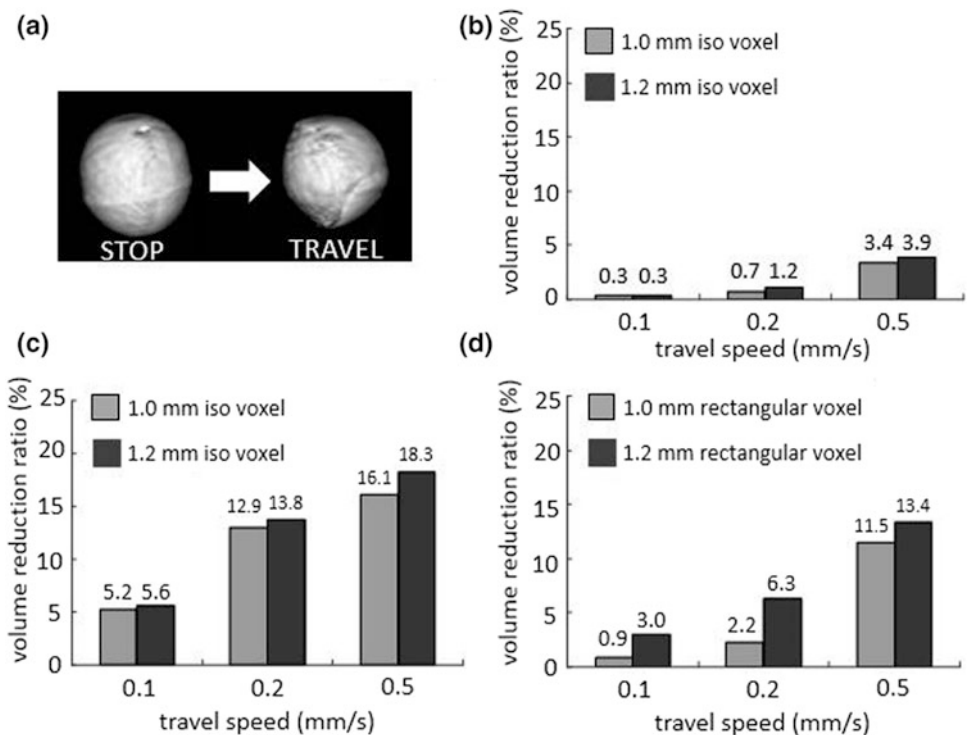 (a)
STOP
TRAVEL
(b)
volume reduction ratio (%)
25
20
15
10
5
0
1.0 mm iso voxel
1.2 mm iso voxel
0.3 0.3
0.7 1.2
3.4 3.9
0.1 0.2 0.5
travel speed (mm/s)
(c)
volume reduction ratio (%)
25
20
15
10
5
0
1.0 mm iso voxel
1.2 mm iso voxel
5.2 5.6
12.9 13.8
16.1 18.3
0.1 0.2 0.5
travel speed (mm/s)
(d)
volume reduction ratio (%)
25
20
15
10
5
0
1.0 mm rectangular voxel
1.2 mm rectangular voxel
0.9 3.0
2.2 6.3
11.5 13.4
0.1 0.2 0.5
travel speed (mm/s)